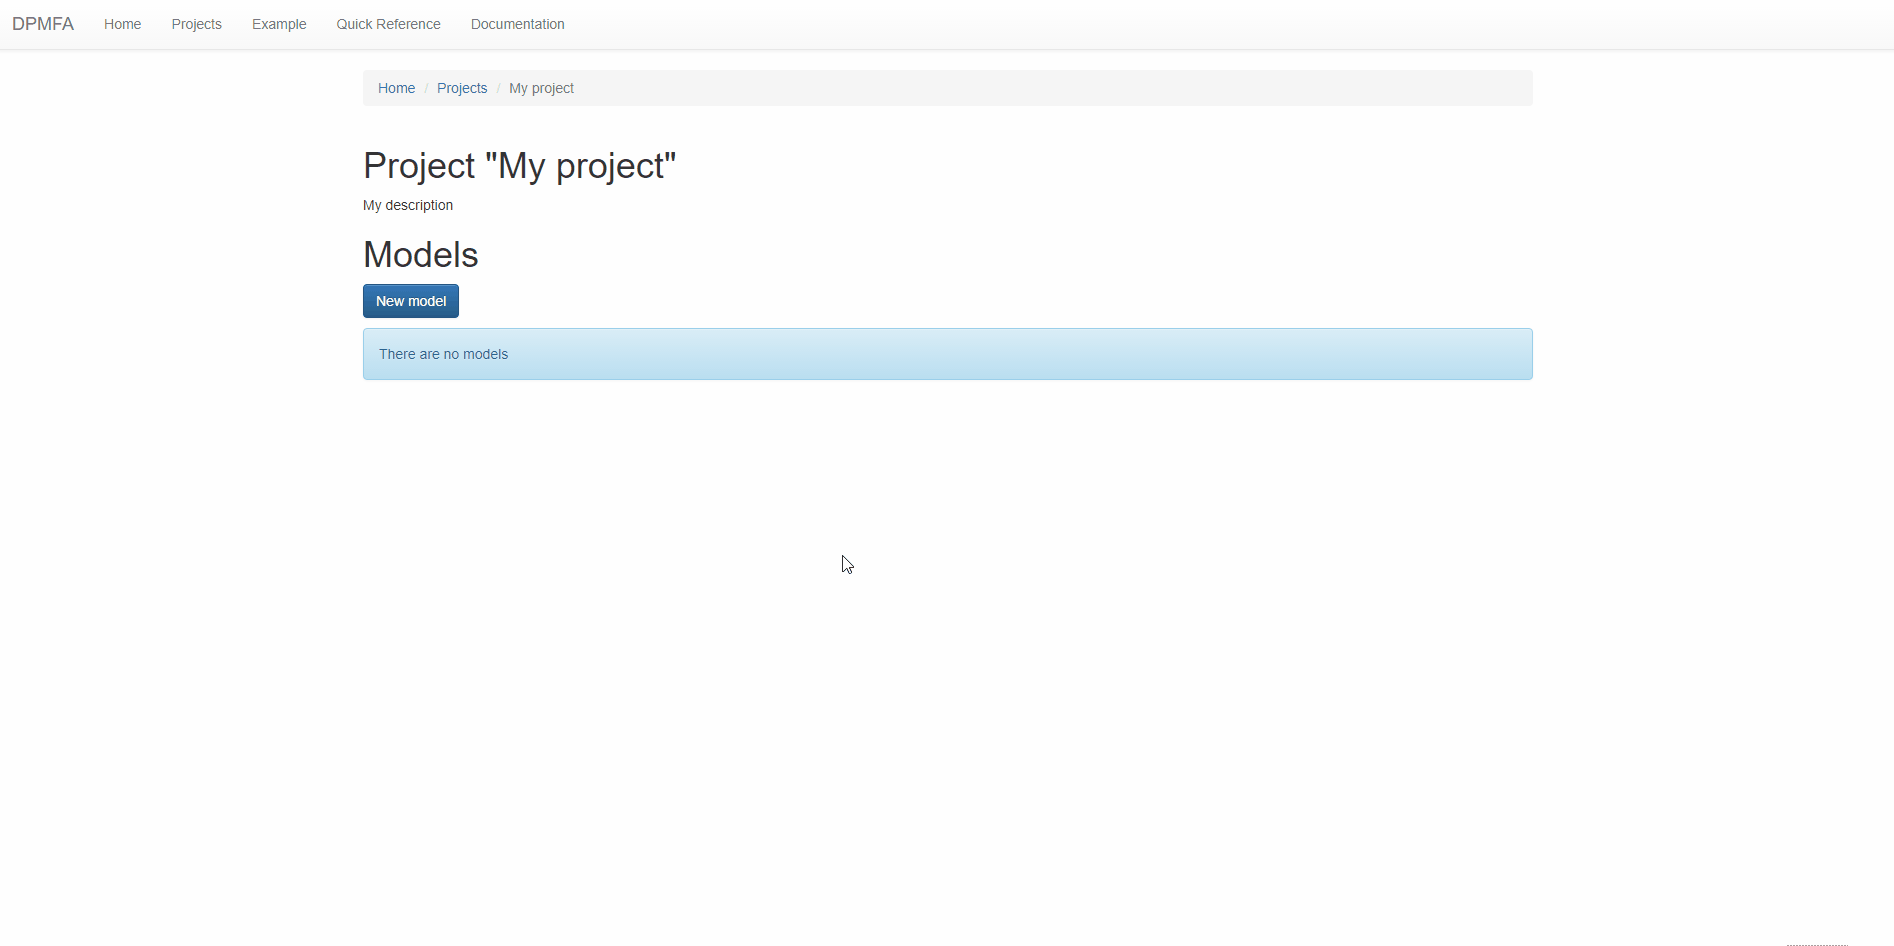 DPMFA Home Projects Example Quick Reference Documentation
Home / Projects / My project
Project "My project"
My description
Models
New model
There are no models